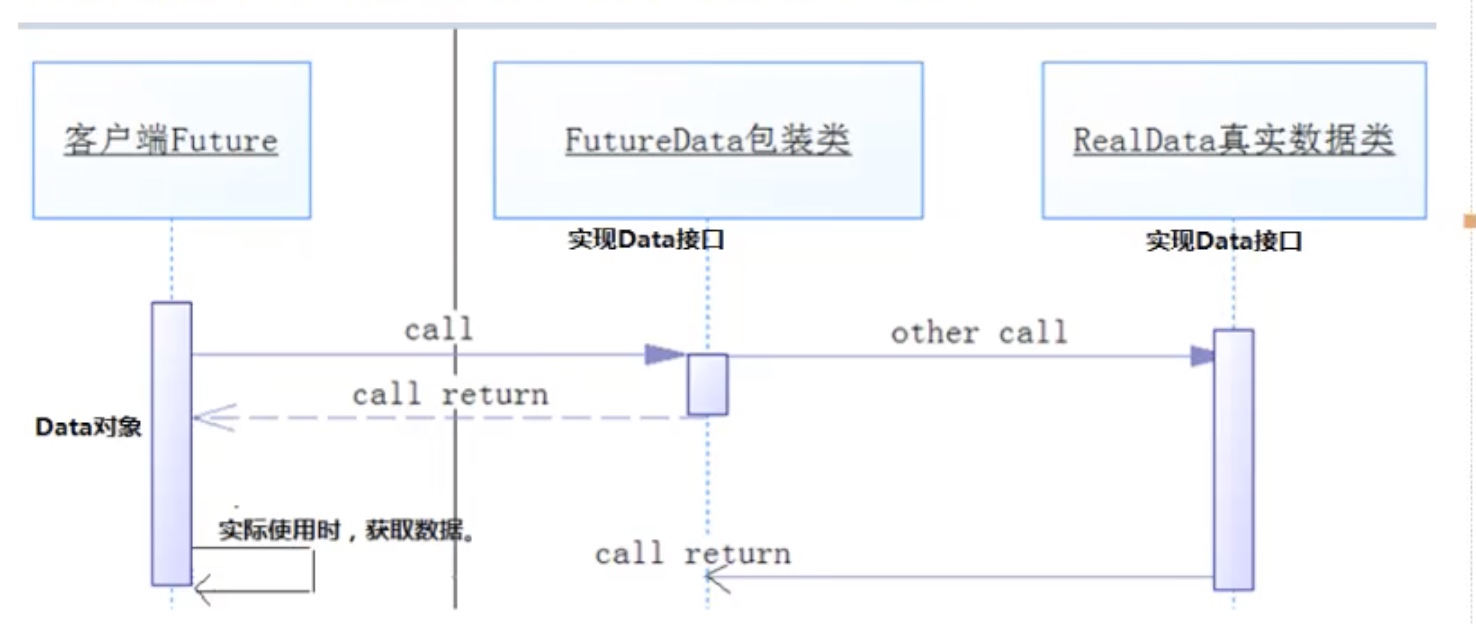 客户端Future
FutureData包装类
RealData真实数据类
实现Data接口
实现Data接口
call
other call
call return
Data对象
实际使用时，获取数据。
call return